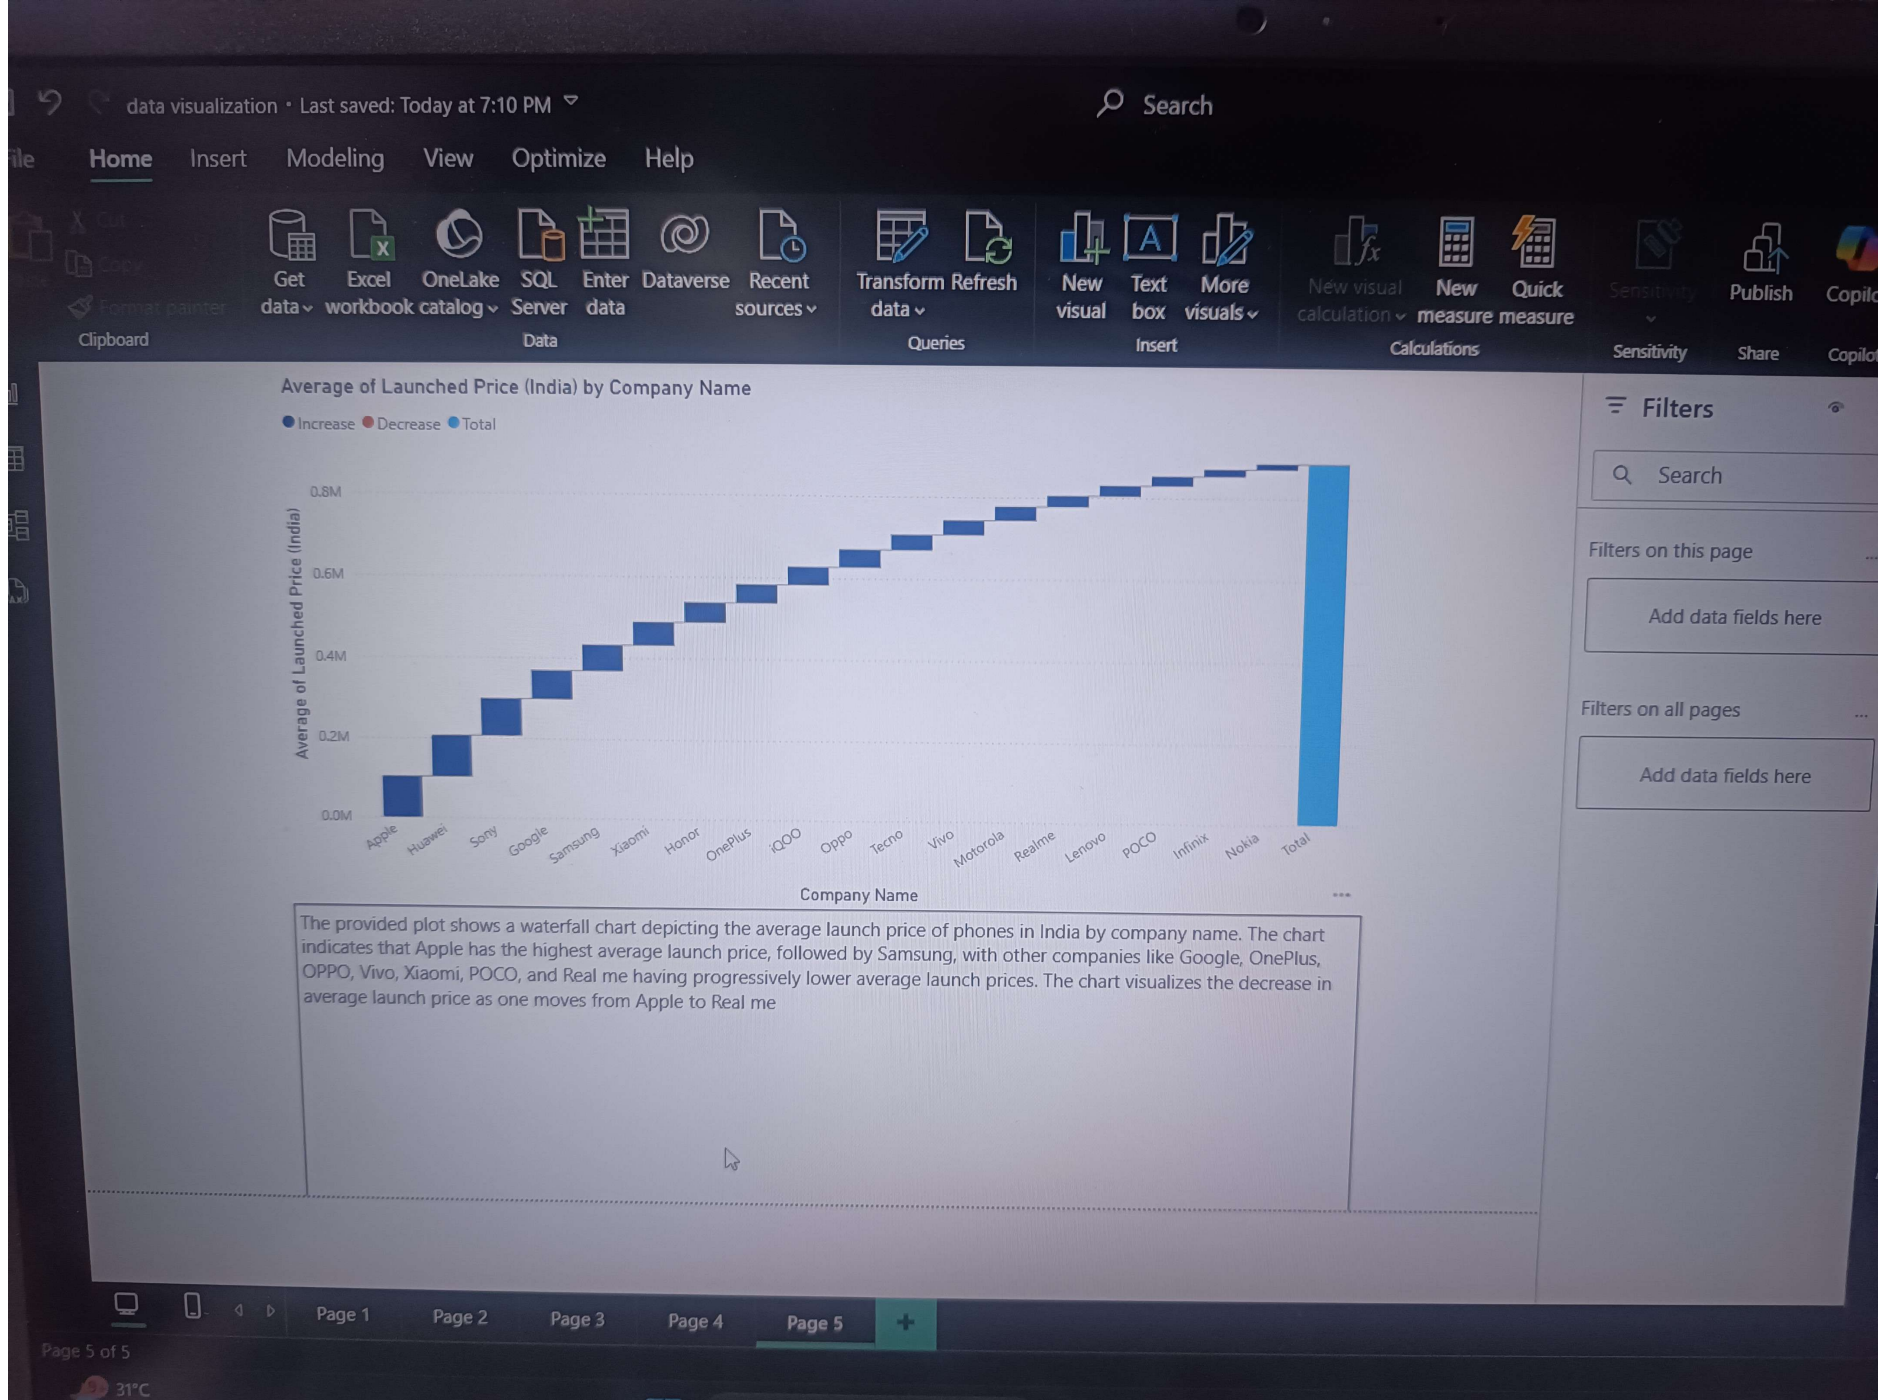 data visualization • Last saved: Today at 7:10 PM
Search
Home Insert Modeling View Optimize Help
Cut
Copy
Format painter
Clipboard
Get data
Excel workbook
OneLake catalog
SQL Server
Enter data
Dataverse
Recent sources
Data
Transform data
Refresh
Queries
New visual
Text box
More visuals
Insert
New visual calculation
New measure
Quick measure
Calculations
Sensitivity
Sensitivity
Publish
Share
Copilot
Average of Launched Price (India) by Company Name
Increase Decrease Total
Average of Launched Price (India)
0.8M
0.6M
0.4M
0.2M
0.0M
Apple Huawei Sony Google Samsung Xiaomi Honor OnePlus iQOO Oppo Tecno Vivo Motorola Realme Lenovo POCO Infinix Nokia Total
Company Name
The provided plot shows a waterfall chart depicting the average launch price of phones in India by company name. The chart
indicates that Apple has the highest average launch price, followed by Samsung, with other companies like Google, OnePlus,
OPPO, Vivo, Xiaomi, POCO, and Real me having progressively lower average launch prices. The chart visualizes the decrease in
average launch price as one moves from Apple to Real me
Filters
Search
Filters on this page
Add data fields here
Filters on all pages
Add data fields here
Page 1 Page 2 Page 3 Page 4 Page 5
Page 5 of 5
31°C